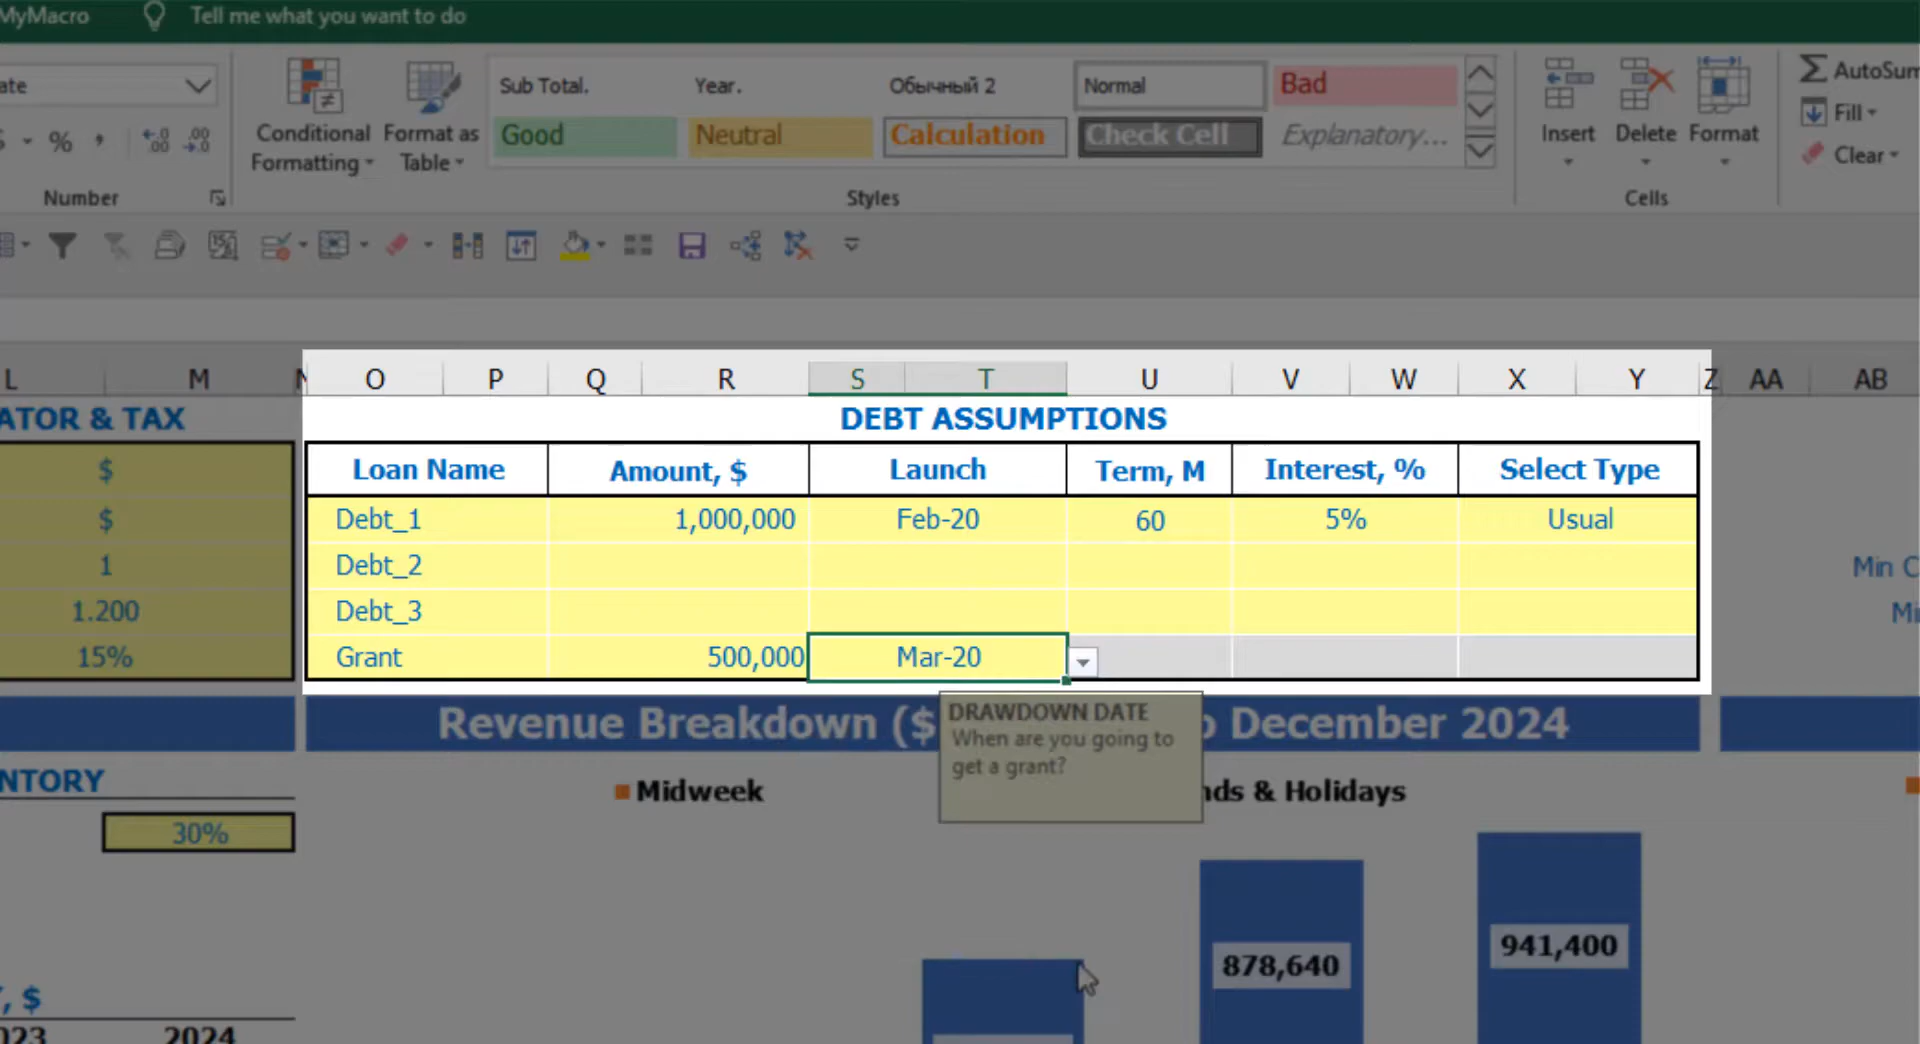 MyMacro Tell me what you want to do
ate
Sub Total. Year. Обычный 2 Normal Bad
Good Neutral Calculation Check Cell Explanatory...
Conditional Formatting
Format as Table
Insert Delete Format
AutoSum
Fill
Clear
% , .0 .00
Number Styles Cells
L M N O P Q R S T U V W X Y Z AA AB
ATOR & TAX DEBT ASSUMPTIONS
$ Loan Name Amount, $ Launch Term, M Interest, % Select Type
$ Debt_1 1,000,000 Feb-20 60 5% Usual
1 Debt_2 Min C
1.200 Debt_3 Mi
15% Grant 500,000 Mar-20
Revenue Breakdown ($ o December 2024
DRAWDOWN DATE
When are you going to
get a grant?
NTORY
Midweek nds & Holidays
30%
878,640 941,400
, $
023 2024